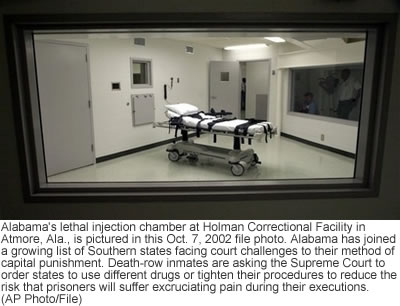 Alabama's lethal injection chamber at Holman Correctional Facility in
Atmore, Ala., is pictured in this Oct. 7, 2002 file photo. Alabama has joined
a growing list of Southern states facing court challenges to their method of
capital punishment. Death-row inmates are asking the Supreme Court to
order states to use different drugs or tighten their procedures to reduce the
risk that prisoners will suffer excruciating pain during their executions.
(AP Photo/File)